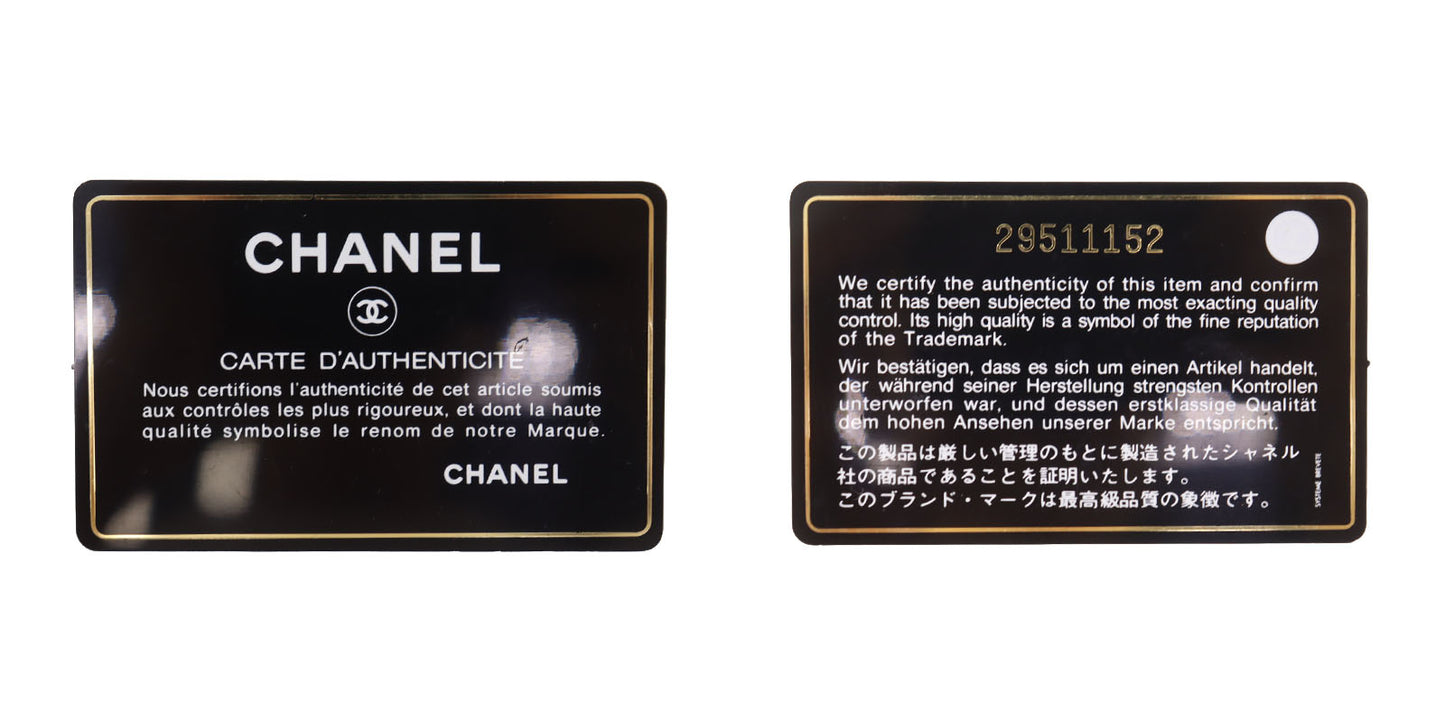 CHANEL
CARTE D'AUTHENTICITÉ
Nous certifions l'authenticité de cet article soumis
aux contrôles les plus rigoureux, et dont la haute
qualité symbolise le renom de notre Marque.
CHANEL
29511152
We certify the authenticity of this item and confirm
that it has been subjected to the most exacting quality
control. Its high quality is a symbol of the fine reputation
of the Trademark.
Wir bestätigen, dass es sich um einen Artikel handelt,
der während seiner Herstellung strengsten Kontrollen
unterworfen war, und dessen erstklassige Qualität
dem hohen Ansehen unserer Marke entspricht.
この製品は厳しい管理のもとに製造されたシャネル
社の商品であることを証明いたします。
このブランド・マークは最高級品質の象徴です。
SYSTEME BREVETE